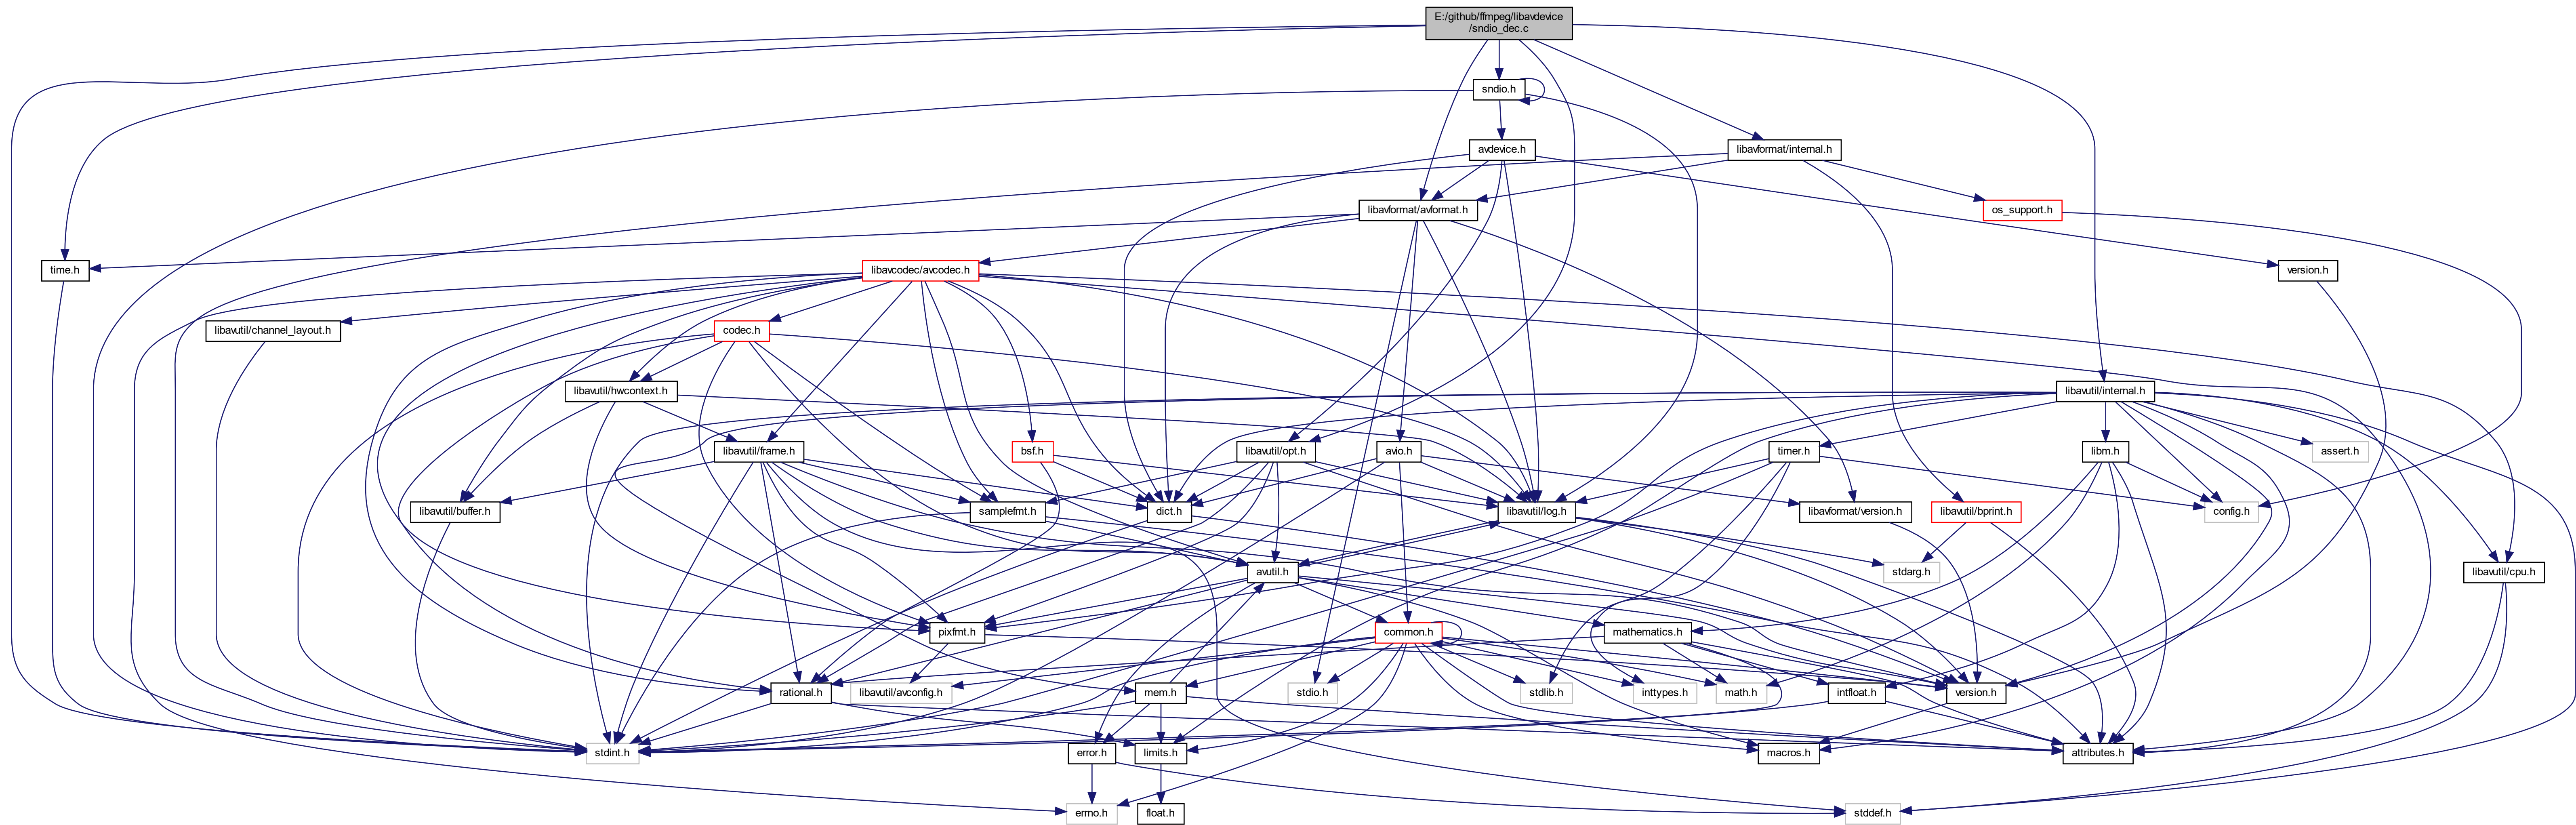 E:/github/ffmpeg/libavdevice
/sndio_dec.c
sndio.h
avdevice.h
libavformat/internal.h
libavformat/avformat.h
os_support.h
time.h
libavcodec/avcodec.h
version.h
libavutil/channel_layout.h
codec.h
libavutil/hwcontext.h
libavutil/internal.h
libavutil/frame.h
bsf.h
libavutil/opt.h
avio.h
timer.h
libm.h
assert.h
libavutil/buffer.h
samplefmt.h
dict.h
libavutil/log.h
libavformat/version.h
libavutil/bprint.h
config.h
avutil.h
stdarg.h
libavutil/cpu.h
pixfmt.h
common.h
mathematics.h
rational.h
libavutil/avconfig.h
mem.h
stdio.h
stdlib.h
inttypes.h
math.h
intfloat.h
version.h
stdint.h
error.h
limits.h
macros.h
attributes.h
errno.h
float.h
stddef.h